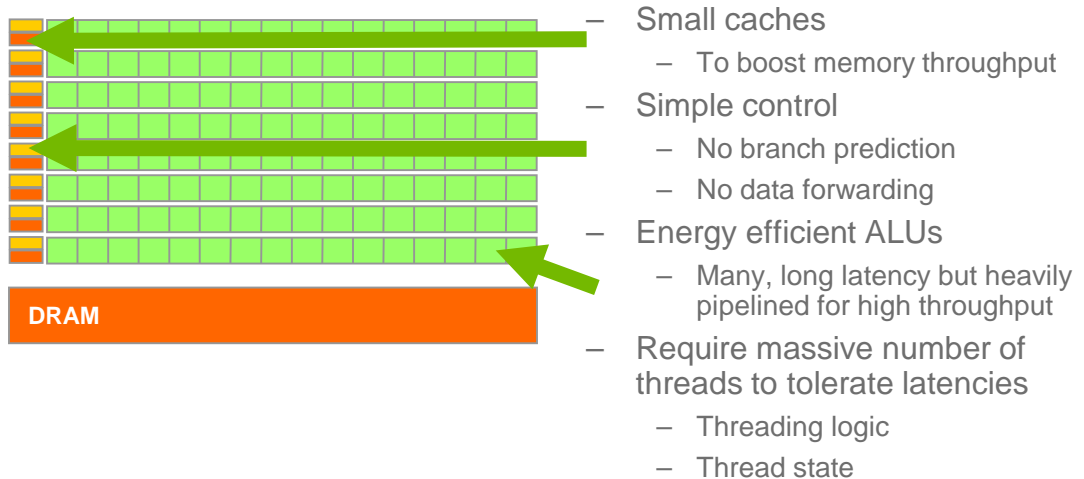 – Small caches
– To boost memory throughput
– Simple control
– No branch prediction
– No data forwarding
– Energy efficient ALUs
– Many, long latency but heavily
pipelined for high throughput
DRAM
– Require massive number of
threads to tolerate latencies
– Threading logic
– Thread state